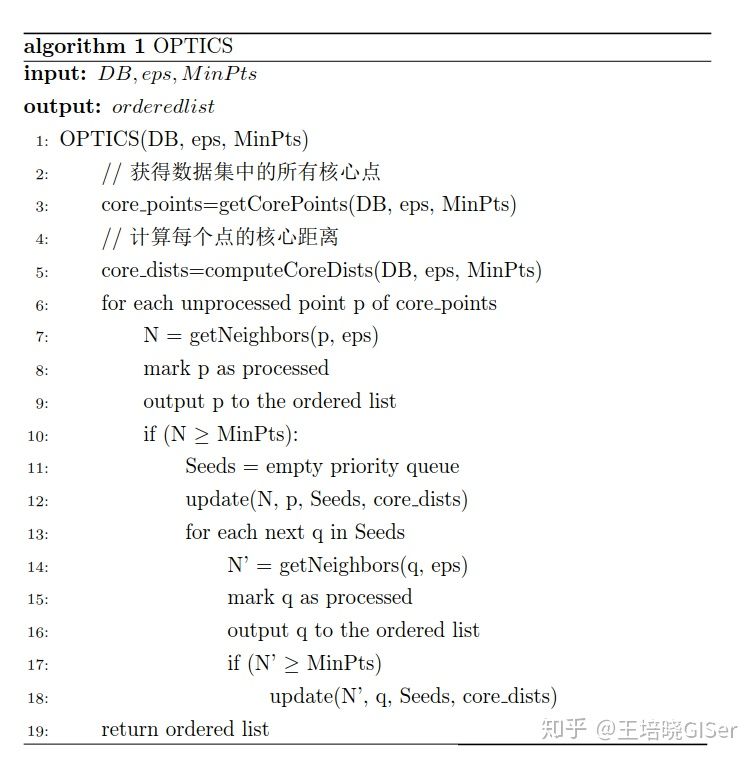 algorithm 1 OPTICS
input: DB, eps, MinPts
output: orderedlist
1: OPTICS(DB, eps, MinPts)
2: // 获得数据集中的所有核心点
3: core_points=getCorePoints(DB, eps, MinPts)
4: // 计算每个点的核心距离
5: core_dists=computeCoreDists(DB, eps, MinPts)
6: for each unprocessed point p of core_points
7: N = getNeighbors(p, eps)
8: mark p as processed
9: output p to the ordered list
10: if (N ≥ MinPts):
11: Seeds = empty priority queue
12: update(N, p, Seeds, core_dists)
13: for each next q in Seeds
14: N' = getNeighbors(q, eps)
15: mark q as processed
16: output q to the ordered list
17: if (N' ≥ MinPts)
18: update(N', q, Seeds, core_dists)
19: return ordered list
知乎 @王培晓GISer